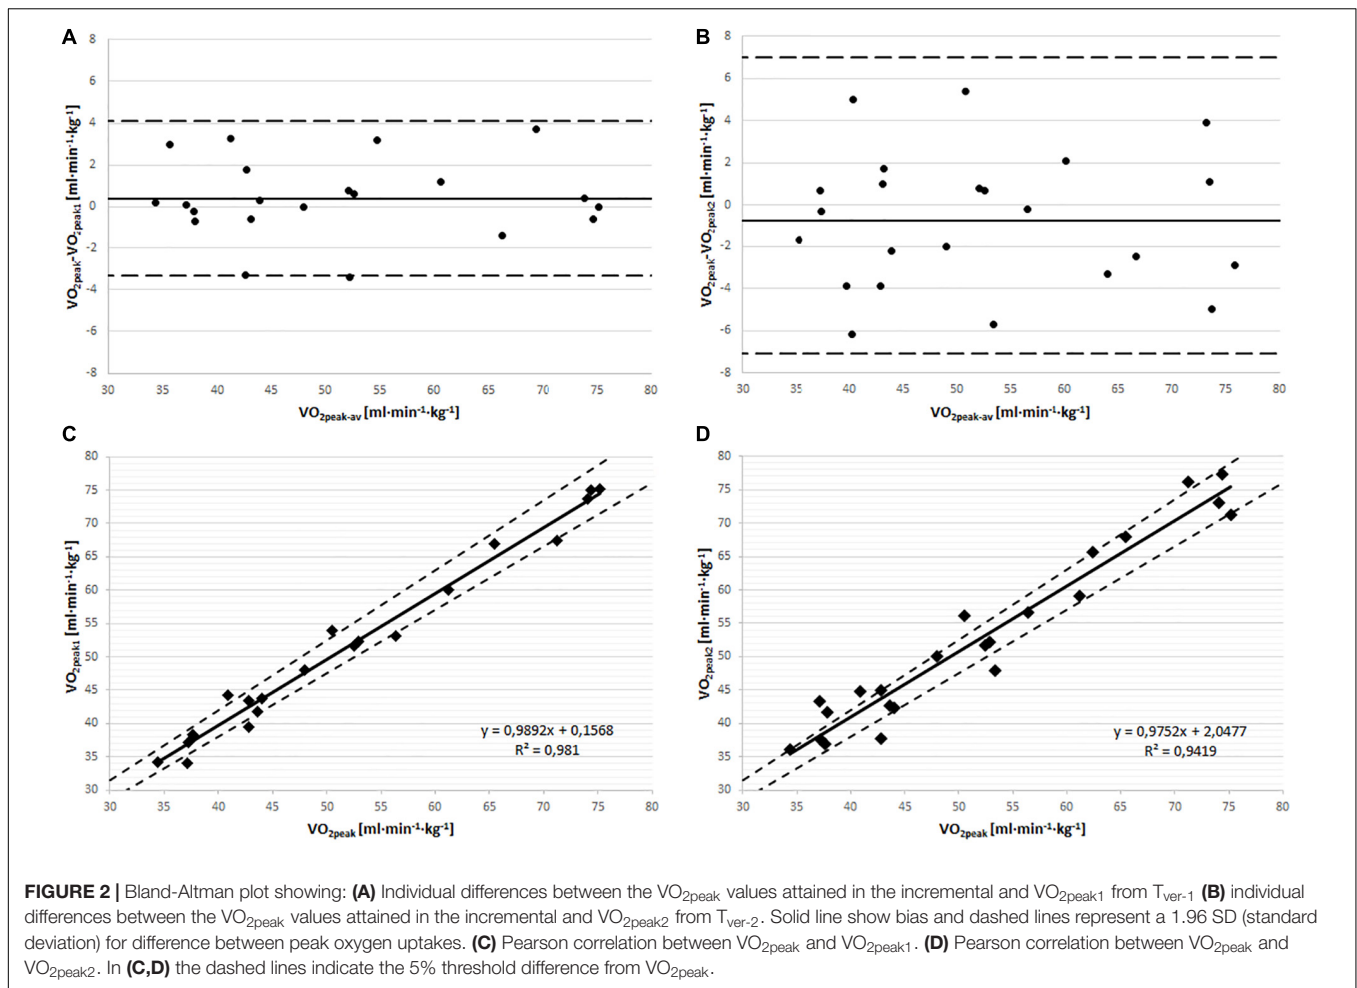 A
8
6
4
2
0
-2
-4
-6
-8
VO2peak-VO2peak1 [ml·min-1·kg-1]
30 35 40 45 50 55 60 65 70 75 80
VO2peak-av [ml·min-1·kg-1]
B
8
6
4
2
0
-2
-4
-6
-8
VO2peak-VO2peak2 [ml·min-1·kg-1]
30 35 40 45 50 55 60 65 70 75 80
VO2peak-av [ml·min-1·kg-1]
C
80
75
70
65
60
55
50
45
40
35
30
VO2peak1 [ml·min-1·kg-1]
y = 0,9892x + 0,1568
R² = 0,981
30 35 40 45 50 55 60 65 70 75 80
VO2peak [ml·min-1·kg-1]
D
80
75
70
65
60
55
50
45
40
35
30
VO2peak2 [ml·min-1·kg-1]
y = 0,9752x + 2,0477
R² = 0,9419
30 35 40 45 50 55 60 65 70 75 80
VO2peak [ml·min-1·kg-1]
FIGURE 2 | Bland-Altman plot showing: (A) Individual differences between the VO2peak values attained in the incremental and VO2peak1 from Tver-1 (B) individual
differences between the VO2peak values attained in the incremental and VO2peak2 from Tver-2. Solid line show bias and dashed lines represent a 1.96 SD (standard
deviation) for difference between peak oxygen uptakes. (C) Pearson correlation between VO2peak and VO2peak1. (D) Pearson correlation between VO2peak and
VO2peak2. In (C,D) the dashed lines indicate the 5% threshold difference from VO2peak.